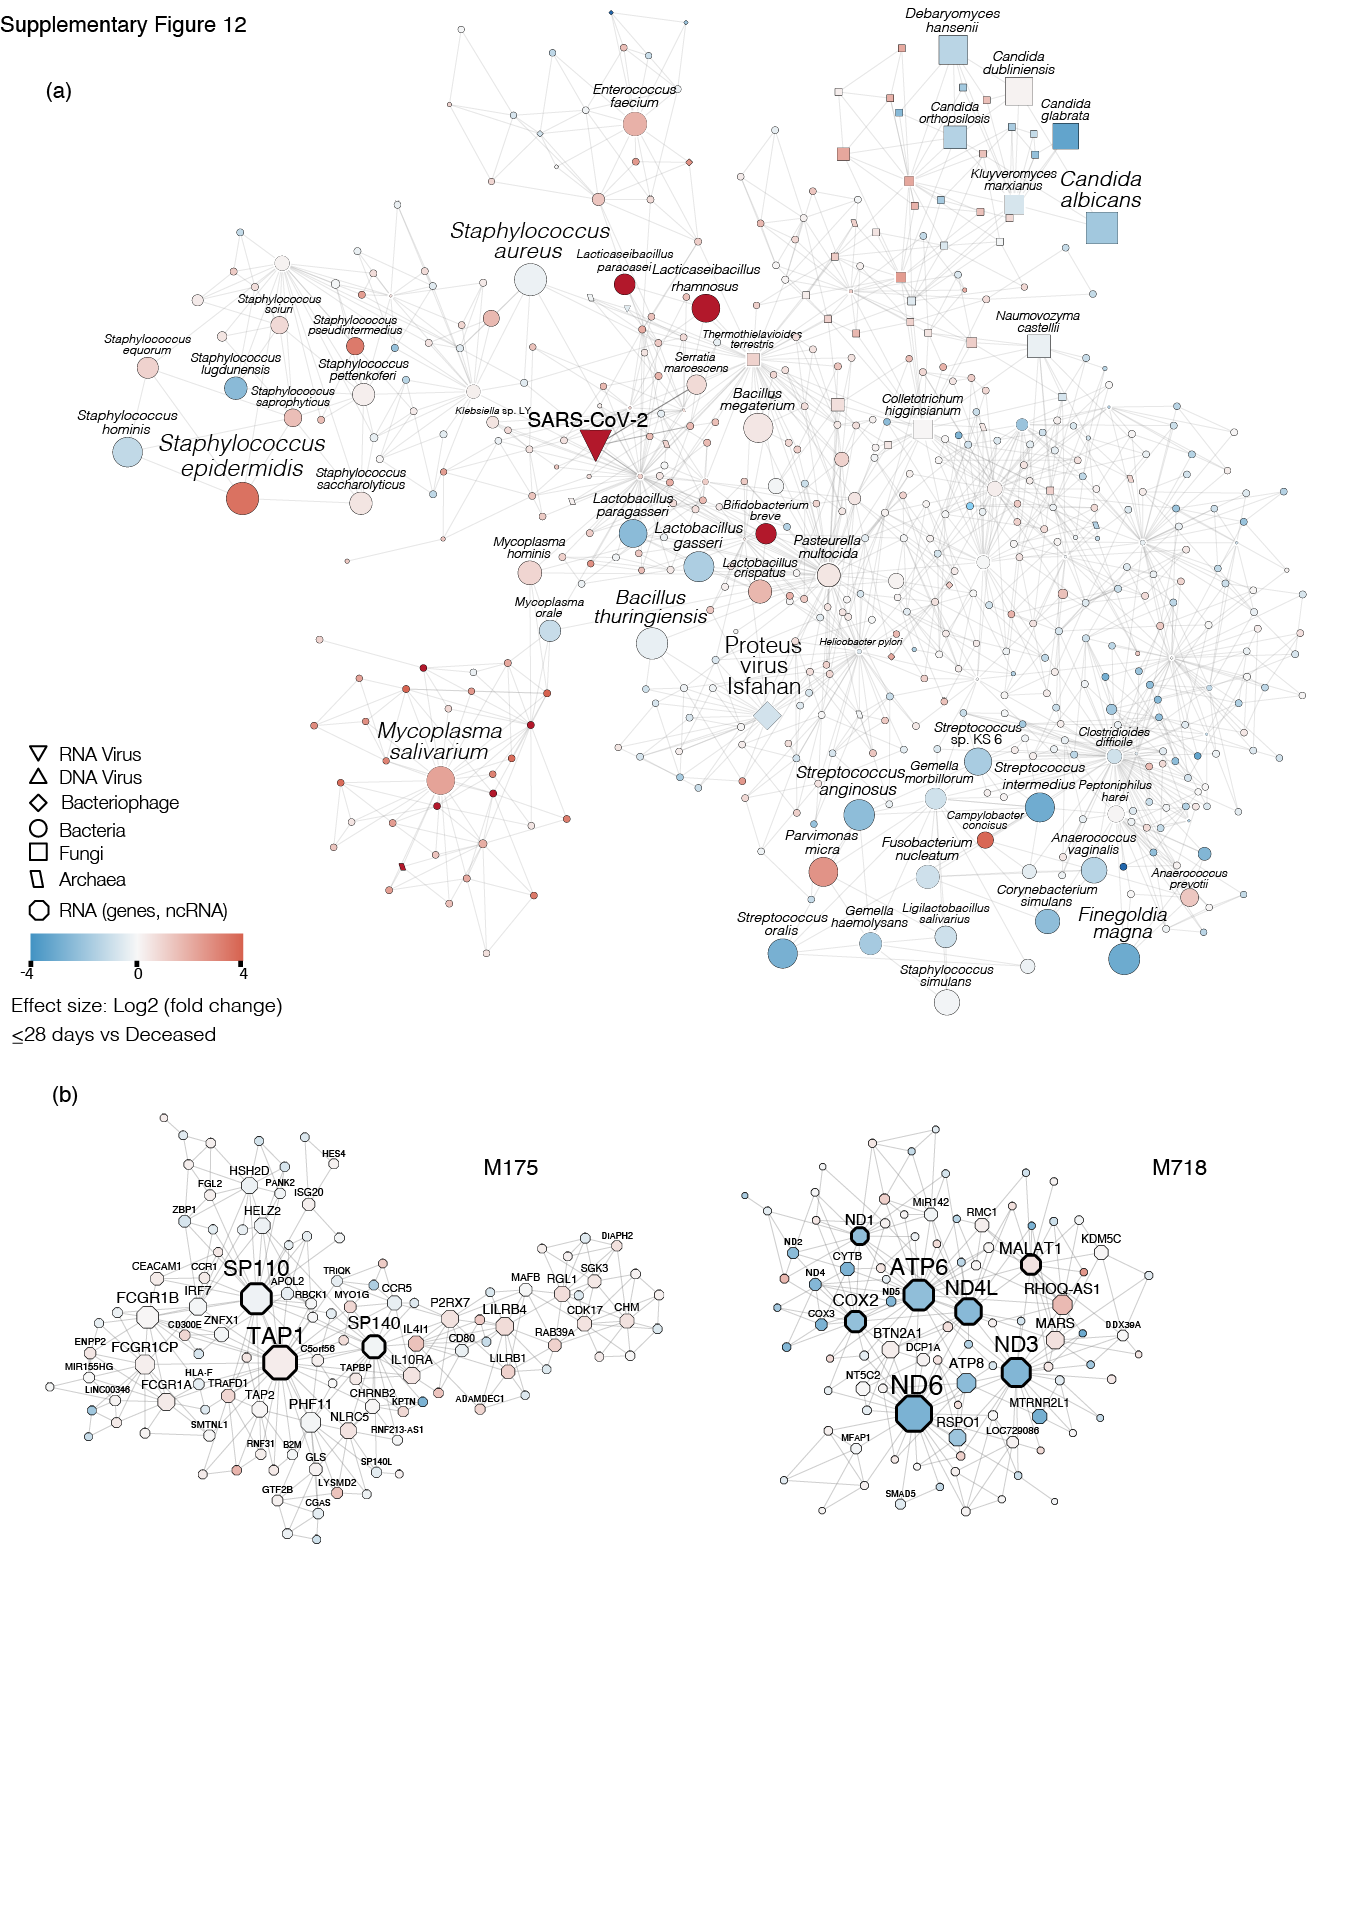 Supplementary Figure 12
(a)
Debaryomyces
hansenii
Candida
dubliniensis
Enterococcus
faecium
Candida
orthopsilosis
Candida
glabrata
Kluyveromyces
marxianus
Candida
albicans
Staphylococcus
aureus
Lacticaseibacillus
paracasei
Lacticaseibacillus
rhamnosus
Staphylococcus
sciuri
Staphylococcus
pseudintermedius
Naumovozyma
castellii
Thermothielavioides
terrestris
Staphylococcus
equorum
Staphylococcus
lugdunensis
Staphylococcus
pettenkoferi
Serratia
marcescens
Staphylococcus
saprophyticus
Bacillus
megaterium
Colletotrichum
higginsianum
Staphylococcus
hominis
Klebsiella sp. LY
SARS-CoV-2
Staphylococcus
epidermidis
Staphylococcus
saccharolyticus
Lactobacillus
paragasseri
Bifidobacterium
breve
Lactobacillus
gasseri
Mycoplasma
hominis
Pasteurella
multocida
Lactobacillus
crispatus
Mycoplasma
orale
Bacillus
thuringiensis
Proteus
virus
Isfahan
Helicobacter pylori
Mycoplasma
salivarium
Streptococcus
sp. KS 6
Clostridioides
difficile
Streptococcus
anginosus
Gemella
morbillorum
Streptococcus
intermedius
Peptoniphilus
harei
Campylobacter
concisus
Parvimonas
micra
Fusobacterium
nucleatum
Anaerococcus
vaginalis
Anaerococcus
prevotii
Corynebacterium
simulans
Streptococcus
oralis
Gemella
haemolysans
Ligilactobacillus
salivarius
Finegoldia
magna
Staphylococcus
simulans
RNA Virus
DNA Virus
Bacteriophage
Bacteria
Fungi
Archaea
RNA (genes, ncRNA)
-4
0
4
Effect size: Log2 (fold change)
≤28 days vs Deceased
(b)
M175
HES4
HSH2D
FGL2
PANK2
ISG20
ZBP1
HELZ2
DIAPH2
CEACAM1
CCR1
SP110
APOL2
TRIQK
CCR5
MAFB
RGL1
SGK3
FCGR1B
IRF7
RBCK1
MYO1G
P2RX7
LILRB4
CDK17
CHM
CD300E
ZNFX1
TAP1
SP140
IL4I1
CD80
RAB39A
ENPP2
FCGR1CP
C5orf56
IL10RA
LILRB1
MIR155HG
HLA-F
TAPBP
LINC00346
FCGR1A
TRAFD1
TAP2
CHRNB2
KPTN
ADAMDEC1
SMTNL1
PHF11
NLRC5
RNF213-AS1
RNF31
B2M
GLS
SP140L
GTF2B
LYSMD2
CGAS
M718
MIR142
ND1
RMC1
ND2
CYTB
MALAT1
KDM5C
ND4
ATP6
ND5
ND4L
RHOQ-AS1
COX3
COX2
MARS
DDX39A
BTN2A1
DCP1A
ND3
NT5C2
ATP8
ND6
MTRNR2L1
MFAP1
RSPO1
LOC729086
SMAD5